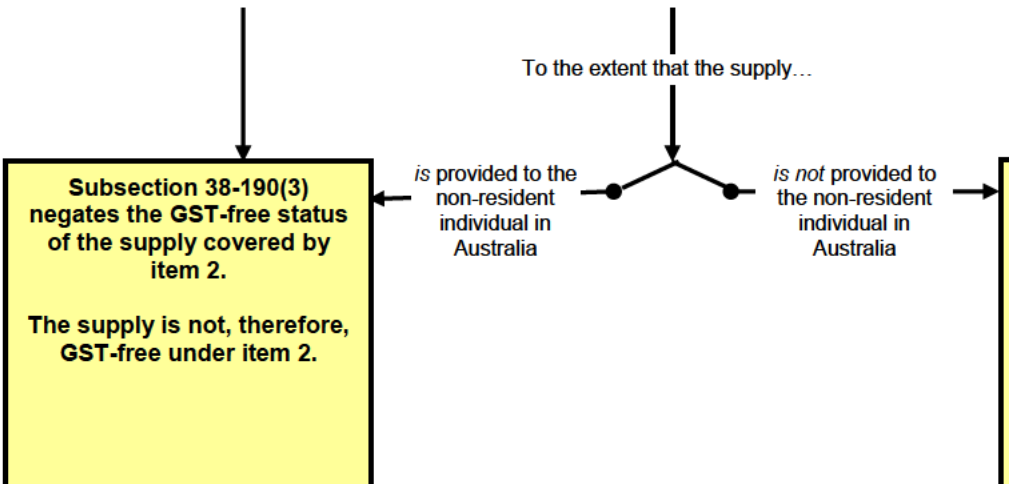 To the extent that the supply…
is provided to the
non-resident
individual in
Australia
is not provided to
the non-resident
individual in
Australia
Subsection 38-190(3)
negates the GST-free status
of the supply covered by
item 2.
The supply is not, therefore,
GST-free under item 2.